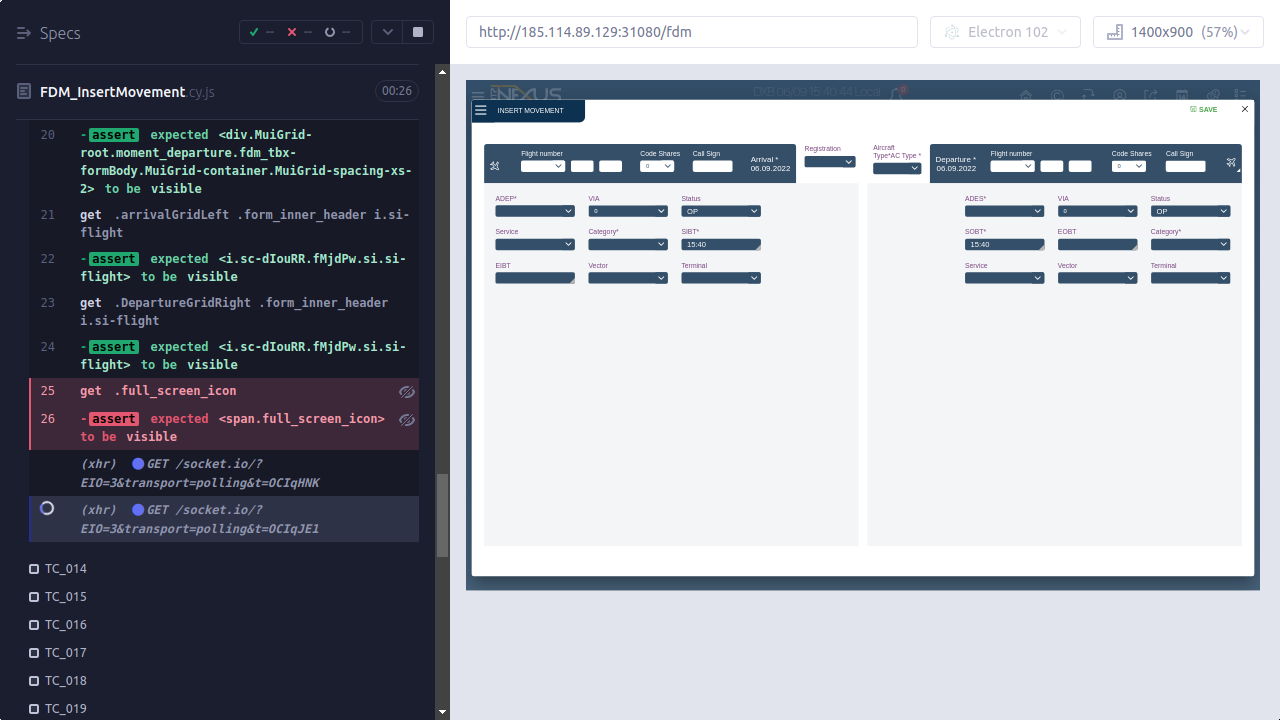 Specs
✓ -- ✕ -- --
FDM_InsertMovement.cy.js
00:26
20 -assert expected <div.MuiGrid-
root.moment_departure.fdm_tbx-
formBody.MuiGrid-container.MuiGrid-spacing-xs-
2> to be visible
21 get .arrivalGridLeft .form_inner_header i.si-
flight
22 -assert expected <i.sc-dIouRR.fMjdPw.si.si-
flight> to be visible
23 get .DepartureGridRight .form_inner_header
i.si-flight
24 -assert expected <i.sc-dIouRR.fMjdPw.si.si-
flight> to be visible
25 get .full_screen_icon
26 -assert expected <span.full_screen_icon>
to be visible
(xhr) GET /socket.io/?
EIO=3&transport=polling&t=OCIqHNK
(xhr) GET /socket.io/?
EIO=3&transport=polling&t=OCIqJE1
TC_014
TC_015
TC_016
TC_017
TC_018
TC_019
http://185.114.89.129:31080/fdm
Electron 102
1400x900 (57%)
NEXUS
DXB 06/09 15:40:44 Local
INSERT MOVEMENT
SAVE
Flight number
Code Shares
0
Call Sign
Arrival *
06.09.2022
Registration
Aircraft
Type*AC Type *
Departure *
06.09.2022
Flight number
Code Shares
0
Call Sign
ADEP*
VIA
0
Status
OP
Service
Category*
SIBT*
15:40
EIBT
Vector
Terminal
ADES*
VIA
0
Status
OP
SOBT*
15:40
EOBT
Category*
Service
Vector
Terminal